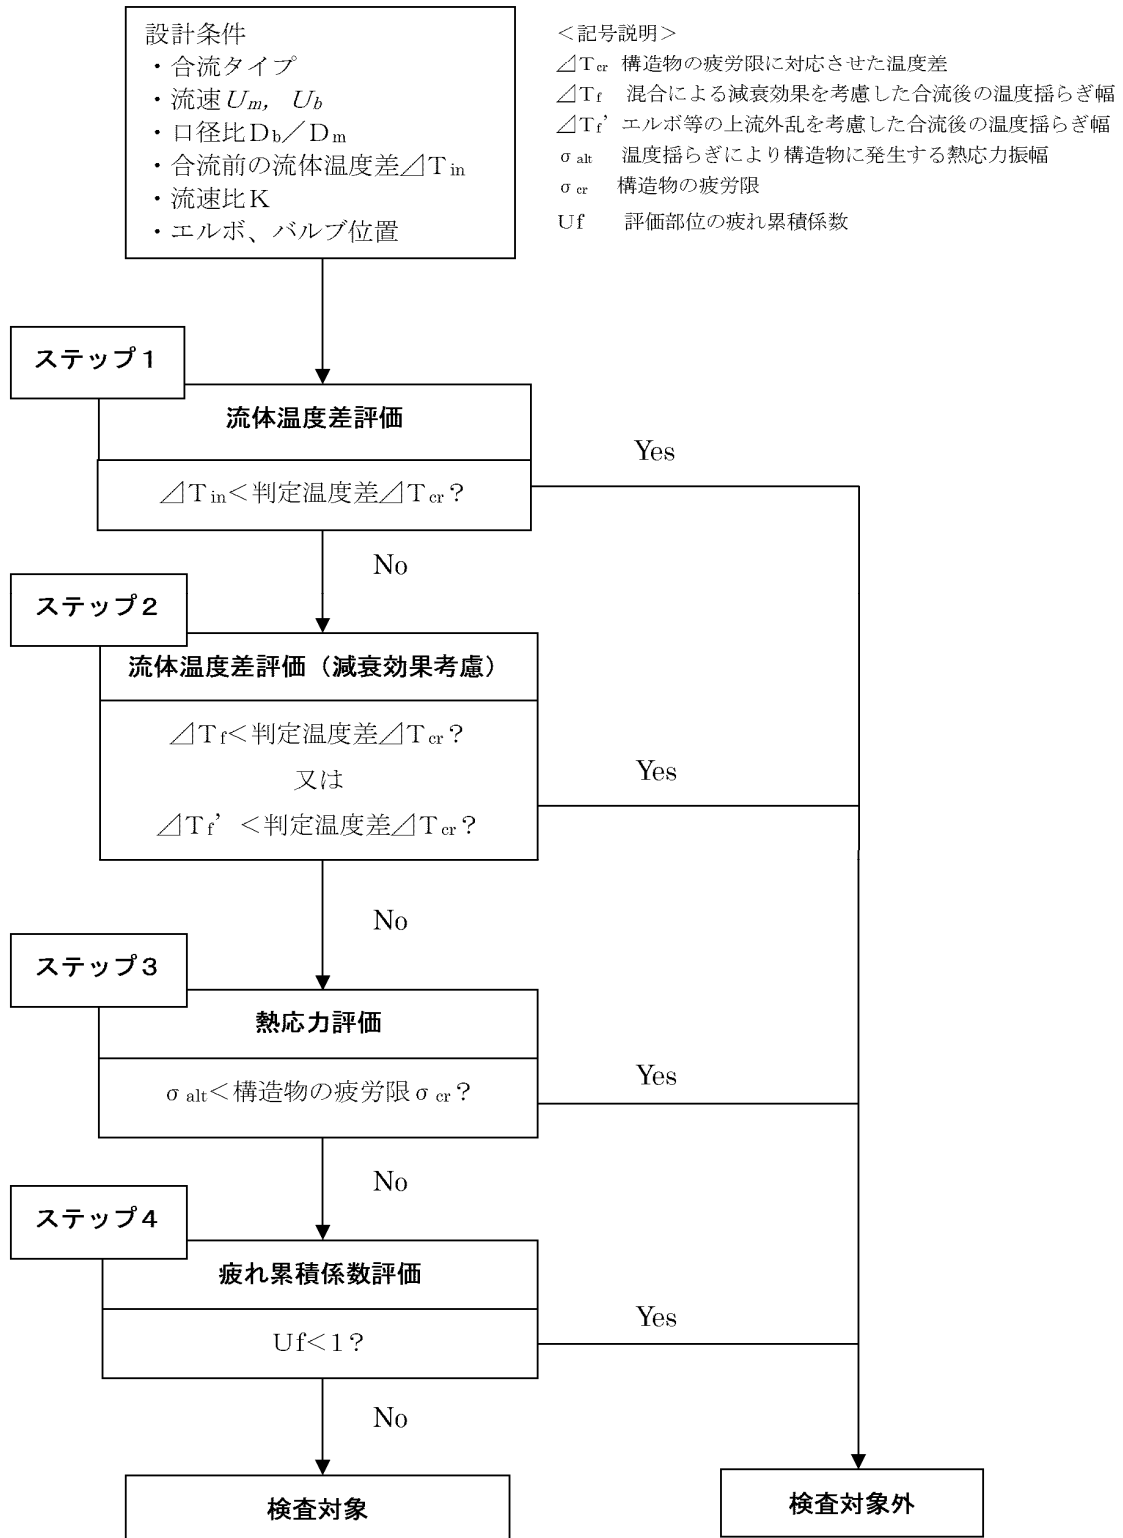 設計条件
・合流タイプ
・流速Um, Ub
・口径比Db/Dm
・合流前の流体温度差⊿Tin
・流速比K
・エルボ、バルブ位置
<記号説明>
⊿Tcr 構造物の疲労限に対応させた温度差
⊿Tf 混合による減衰効果を考慮した合流後の温度揺らぎ幅
⊿Tf’エルボ等の上流外乱を考慮した合流後の温度揺らぎ幅
σalt 温度揺らぎにより構造物に発生する熱応力振幅
σcr 構造物の疲労限
Uf 評価部位の疲れ累積係数
ステップ1
流体温度差評価
⊿Tin<判定温度差⊿Tcr?
Yes
No
ステップ2
流体温度差評価(減衰効果考慮)
⊿Tf<判定温度差⊿Tcr?
又は
⊿Tf’<判定温度差⊿Tcr?
Yes
No
ステップ3
熱応力評価
σalt<構造物の疲労限σcr?
Yes
No
ステップ4
疲れ累積係数評価
Uf<1?
Yes
No
検査対象
検査対象外